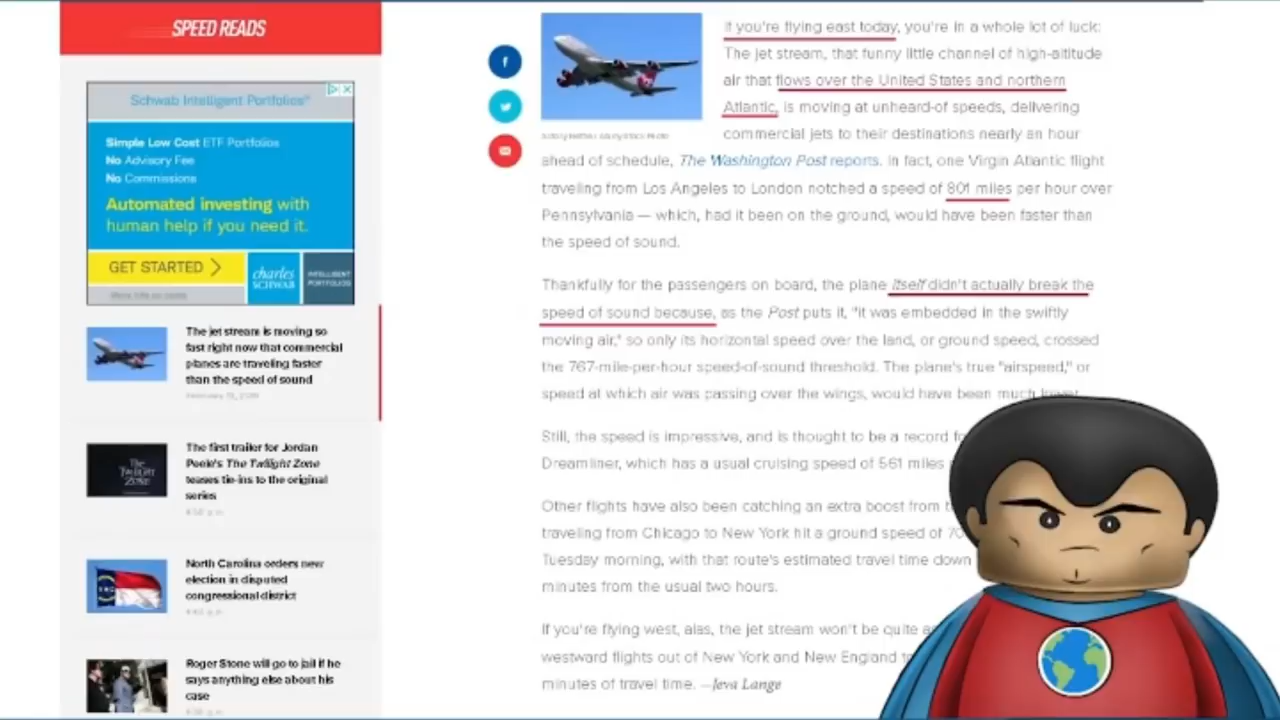 SPEED READS
Schwab Intelligent Portfolios®
Simple Low Cost ETF Portfolios
No Advisory Fee
No Commissions
Automated investing with
human help if you need it.
GET STARTED >
charles
SCHWAB
INTELLIGENT
PORTFOLIOS
The jet stream is moving so
fast right now that commercial
planes are traveling faster
than the speed of sound
The first trailer for Jordan
Peele's The Twilight Zone
teases tie-ins to the original
series
The
Twilight
Zone
North Carolina orders new
election in disputed
congressional district
Roger Stone will go to jail if he
says anything else about his
case
If you're flying east today, you're in a whole lot of luck:
The jet stream, that funny little channel of high-altitude
air that flows over the United States and northern
Atlantic, is moving at unheard-of speeds, delivering
commercial jets to their destinations nearly an hour
ahead of schedule, The Washington Post reports. In fact, one Virgin Atlantic flight
traveling from Los Angeles to London notched a speed of 801 miles per hour over
Pennsylvania — which, had it been on the ground, would have been faster than
the speed of sound.
Thankfully for the passengers on board, the plane itself didn't actually break the
speed of sound because, as the Post puts it, "it was embedded in the swiftly
moving air," so only its horizontal speed over the land, or ground speed, crossed
the 767-mile-per-hour speed-of-sound threshold. The plane's true "airspeed," or
speed at which air was passing over the wings, would have been much lower.
Still, the speed is impressive, and is thought to be a record
Dreamliner, which has a usual cruising speed of 561 miles
Other flights have also been catching an extra boost from
traveling from Chicago to New York hit a ground speed of
Tuesday morning, with that route's estimated travel time down
minutes from the usual two hours.
If you're flying west, alas, the jet stream won't be quite
westward flights out of New York and New England
minutes of travel time. —Jeva Lange